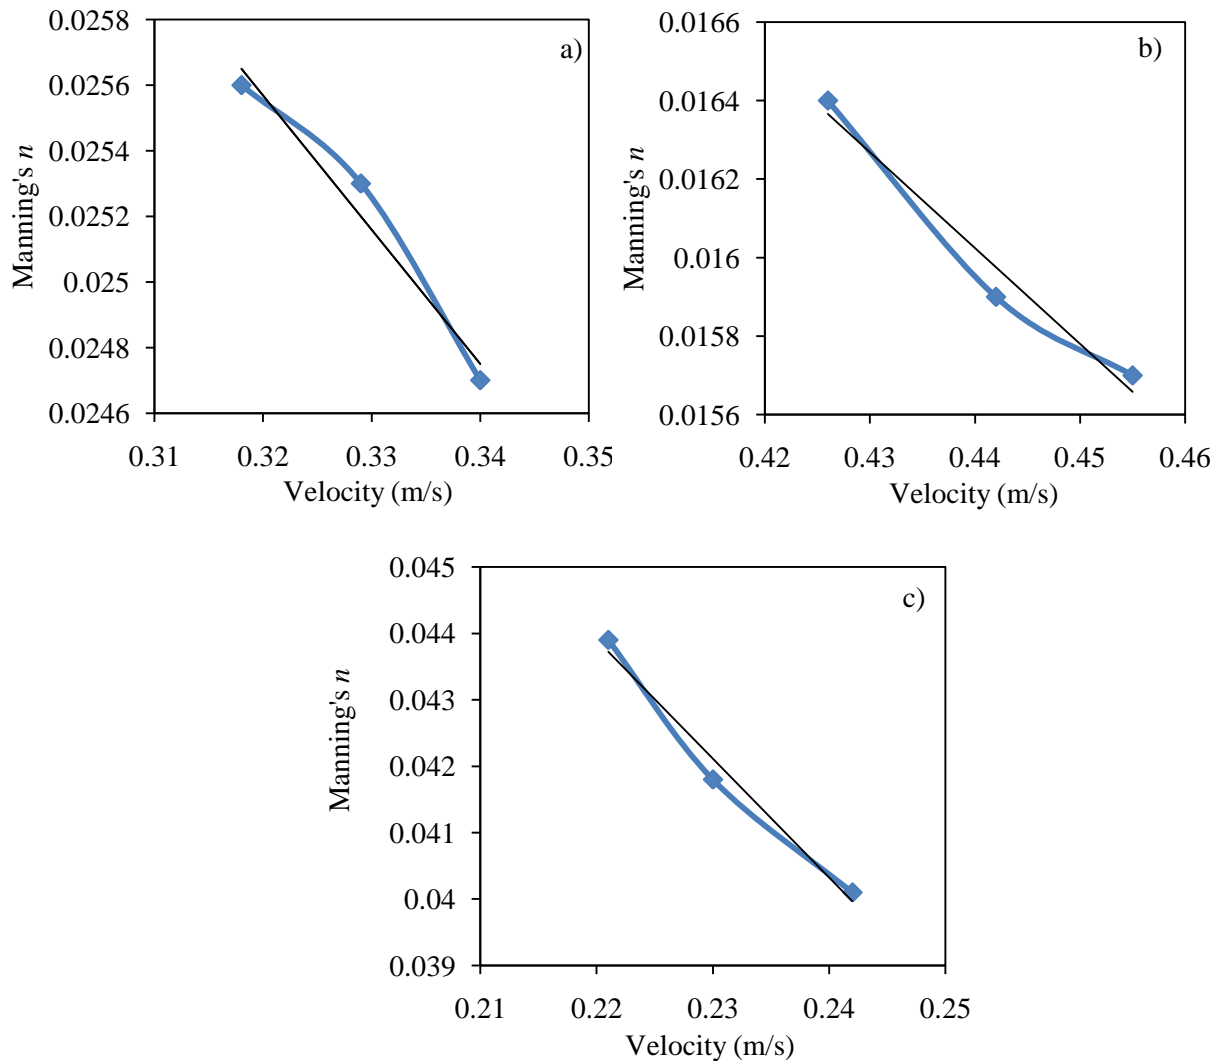 a)
Manning's n
0.0258
0.0256
0.0254
0.0252
0.025
0.0248
0.0246
0.31 0.32 0.33 0.34 0.35
Velocity (m/s)
b)
Manning's n
0.0166
0.0164
0.0162
0.016
0.0158
0.0156
0.42 0.43 0.44 0.45 0.46
Velocity (m/s)
c)
Manning's n
0.045
0.044
0.043
0.042
0.041
0.04
0.039
0.21 0.22 0.23 0.24 0.25
Velocity (m/s)